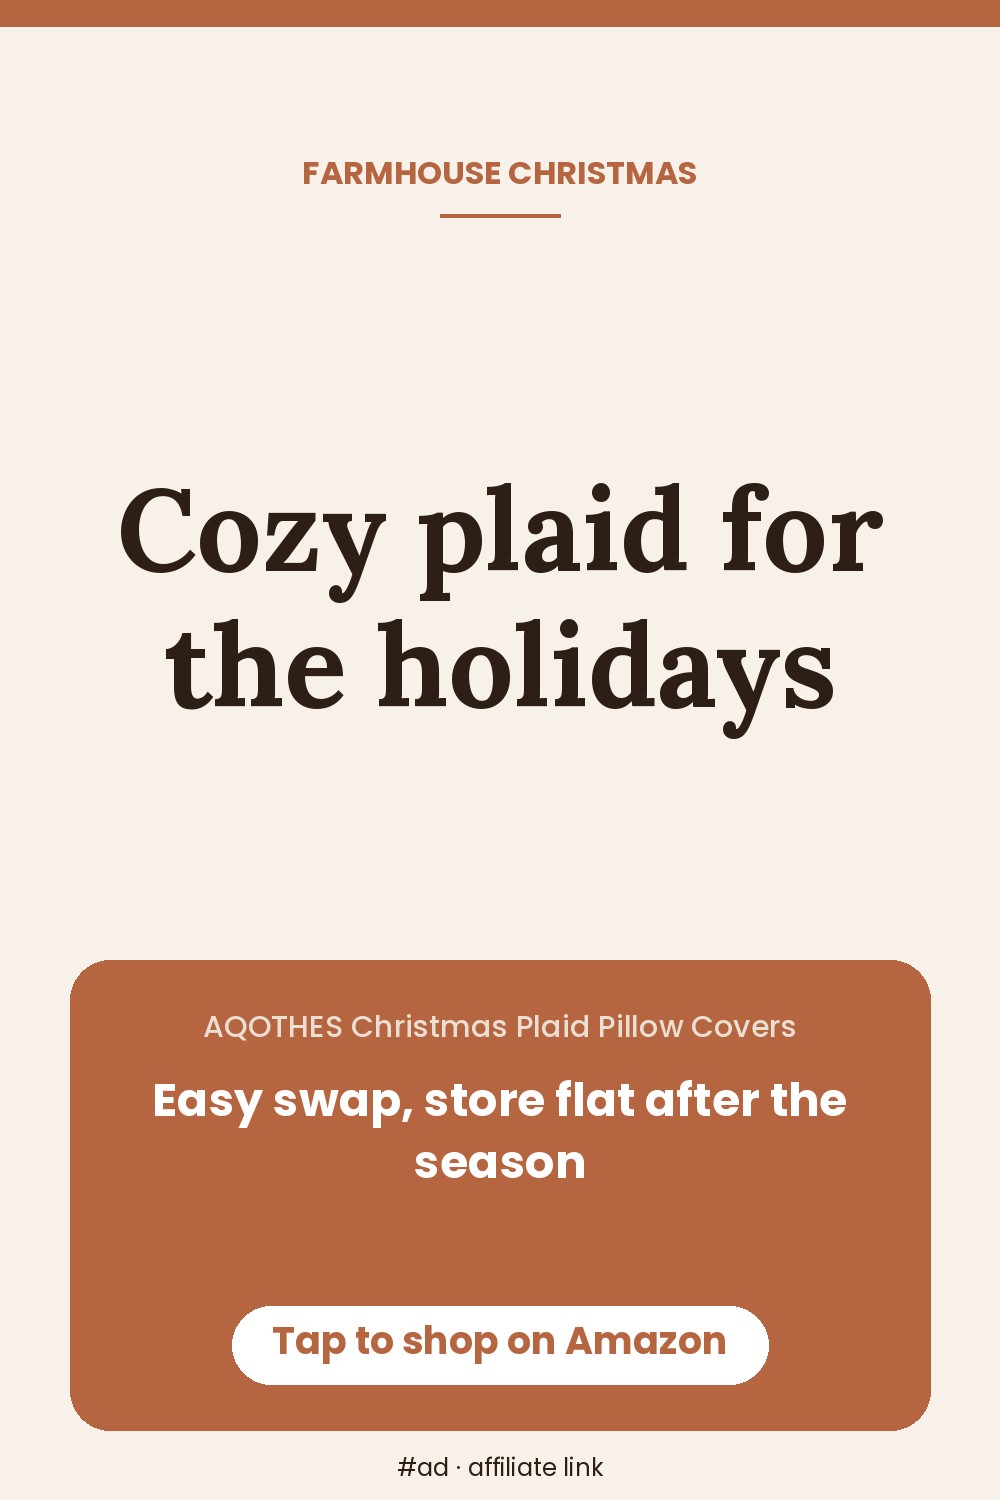 FARMHOUSE CHRISTMAS
Cozy plaid for
the holidays
AQOTHES Christmas Plaid Pillow Covers
Easy swap, store flat after the
season
Tap to shop on Amazon
#ad · affiliate link